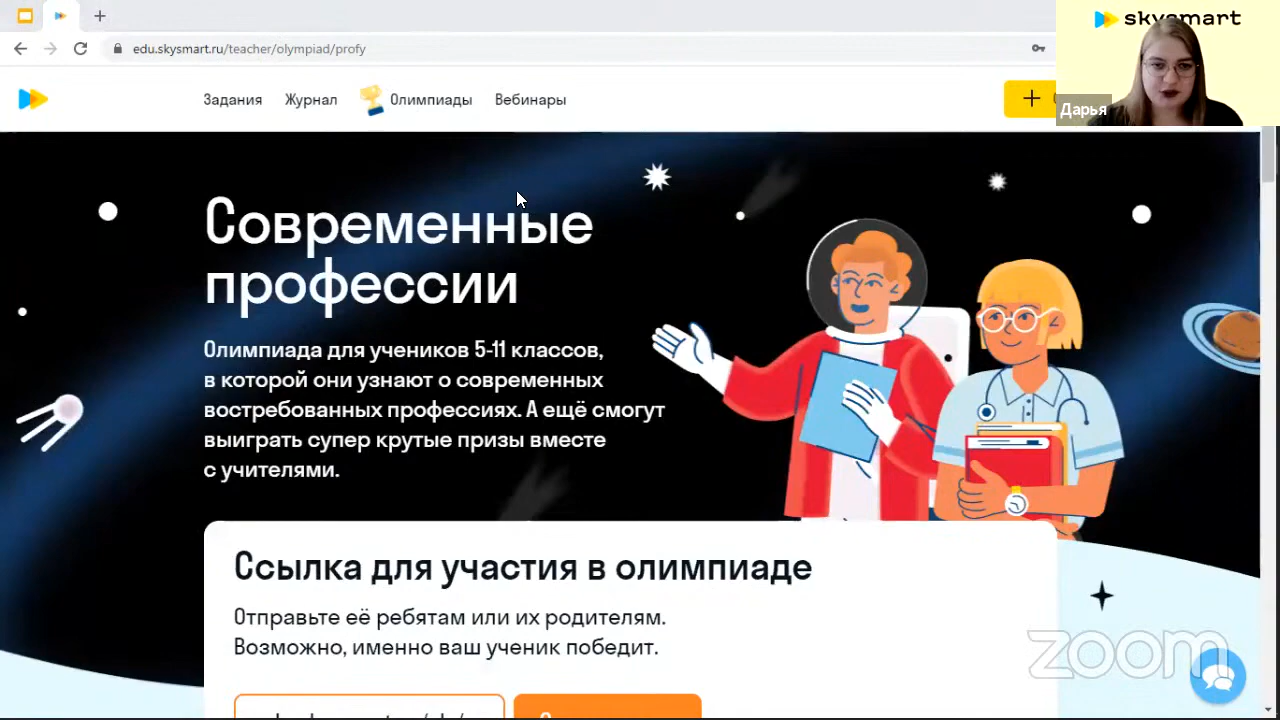 edu.skysmart.ru/teacher/olympiad/profy
skysmart
Дарья
Задания Журнал Олимпиады Вебинары
Современные
профессии
Олимпиада для учеников 5-11 классов,
в которой они узнают о современных
востребованных профессиях. А ещё смогут
выиграть супер крутые призы вместе
с учителями.
Ссылка для участия в олимпиаде
Отправьте её ребятам или их родителям.
Возможно, именно ваш ученик победит.
zoom